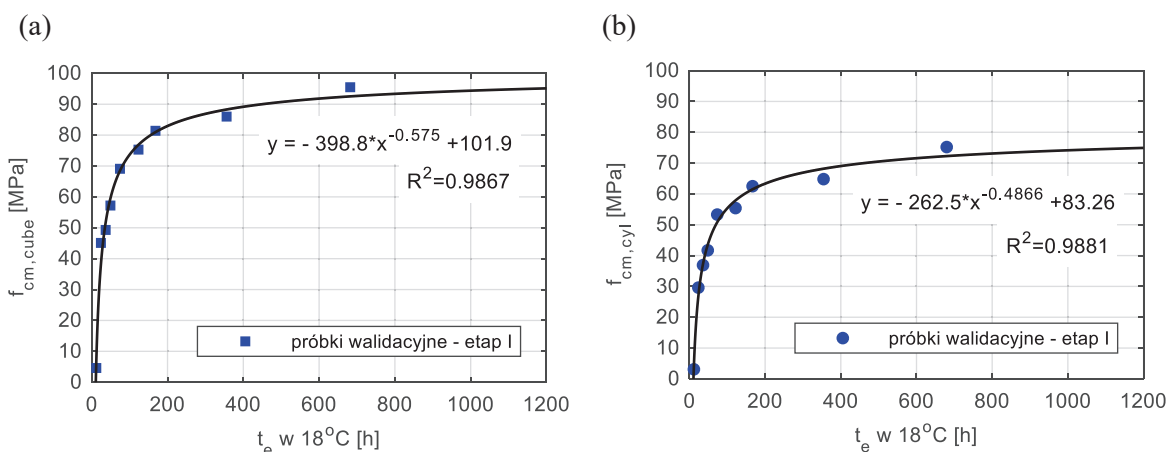 (a)
100
90
80
70
60
50
40
30
20
10
0
f_cm,cube [MPa]
y = - 398.8*x^-0.575 +101.9
R^2=0.9867
próbki walidacyjne - etap I
0 200 400 600 800 1000 1200
t_e w 18°C [h]
(b)
100
90
80
70
60
50
40
30
20
10
0
f_cm,cyl [MPa]
y = - 262.5*x^-0.4866 +83.26
R^2=0.9881
próbki walidacyjne - etap I
0 200 400 600 800 1000 1200
t_e w 18°C [h]